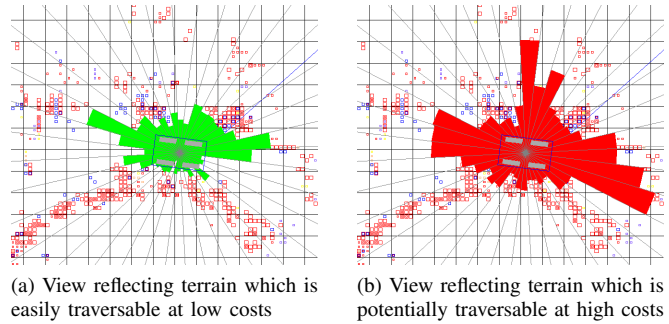 (a) View reflecting terrain which is
easily traversable at low costs
(b) View reflecting terrain which is
potentially traversable at high costs